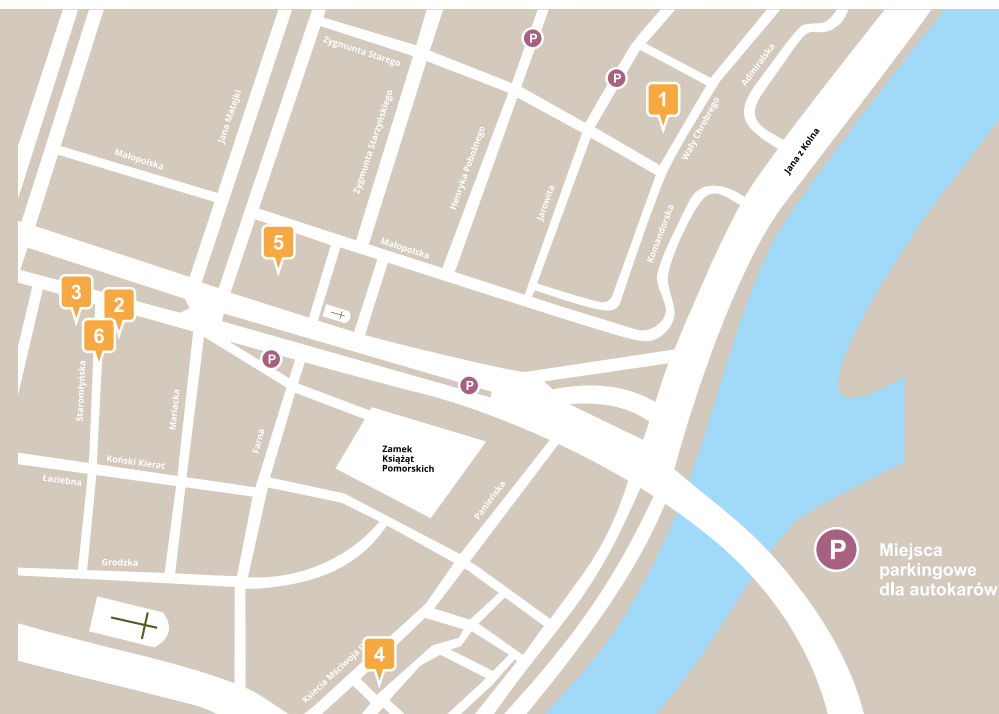 Zygmunta Starego
P
P
1
Admiralska
Jana Matejki
Zygmunta Starzyńskiego
Henryka Pobożnego
Wały Chrobrego
Jana z Kolna
Małopolska
Jarowita
Komandorska
5
Małopolska
3
2
6
P
P
Staromłyńska
Mariacka
Farna
Zamek
Książąt
Pomorskich
Koński Kierat
Łaziebna
Panieńska
Grodzka
P
Miejsca
parkingowe
dla autokarów
Księcia Mściwoja
4